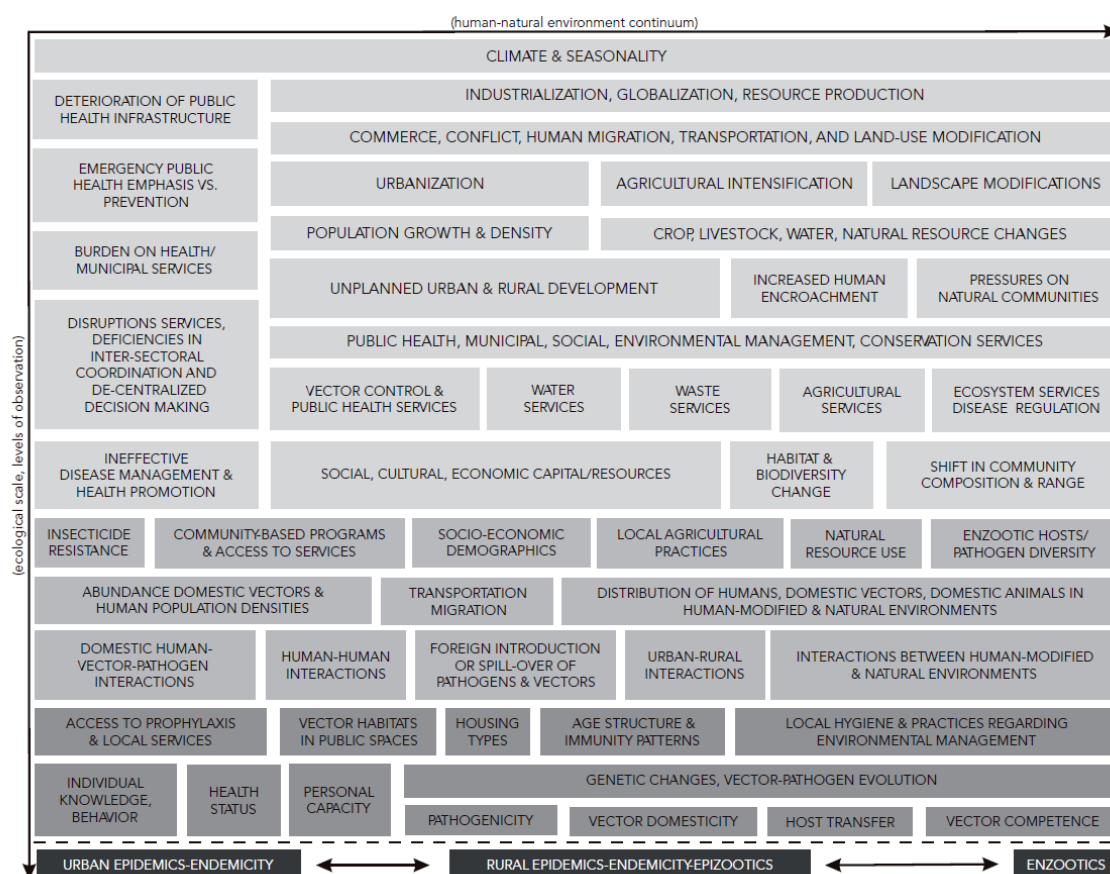 (human-natural environment continuum)
(ecological scale, levels of observation)
CLIMATE & SEASONALITY
DETERIORATION OF PUBLIC
HEALTH INFRASTRUCTURE
INDUSTRIALIZATION, GLOBALIZATION, RESOURCE PRODUCTION
COMMERCE, CONFLICT, HUMAN MIGRATION, TRANSPORTATION, AND LAND-USE MODIFICATION
EMERGENCY PUBLIC
HEALTH EMPHASIS VS.
PREVENTION
URBANIZATION
AGRICULTURAL INTENSIFICATION
LANDSCAPE MODIFICATIONS
POPULATION GROWTH & DENSITY
CROP, LIVESTOCK, WATER, NATURAL RESOURCE CHANGES
BURDEN ON HEALTH/
MUNICIPAL SERVICES
UNPLANNED URBAN & RURAL DEVELOPMENT
INCREASED HUMAN
ENCROACHMENT
PRESSURES ON
NATURAL COMMUNITIES
DISRUPTIONS SERVICES,
DEFICIENCIES IN
INTER-SECTORAL
COORDINATION AND
DE-CENTRALIZED
DECISION MAKING
PUBLIC HEALTH, MUNICIPAL, SOCIAL, ENVIRONMENTAL MANAGEMENT, CONSERVATION SERVICES
VECTOR CONTROL &
PUBLIC HEALTH SERVICES
WATER
SERVICES
WASTE
SERVICES
AGRICULTURAL
SERVICES
ECOSYSTEM SERVICES
DISEASE REGULATION
INEFFECTIVE
DISEASE MANAGEMENT &
HEALTH PROMOTION
SOCIAL, CULTURAL, ECONOMIC CAPITAL/RESOURCES
HABITAT &
BIODIVERSITY
CHANGE
SHIFT IN COMMUNITY
COMPOSITION & RANGE
INSECTICIDE
RESISTANCE
COMMUNITY-BASED PROGRAMS
& ACCESS TO SERVICES
SOCIO-ECONOMIC
DEMOGRAPHICS
LOCAL AGRICULTURAL
PRACTICES
NATURAL
RESOURCE USE
ENZOOTIC HOSTS/
PATHOGEN DIVERSITY
ABUNDANCE DOMESTIC VECTORS &
HUMAN POPULATION DENSITIES
TRANSPORTATION
MIGRATION
DISTRIBUTION OF HUMANS, DOMESTIC VECTORS, DOMESTIC ANIMALS IN
HUMAN-MODIFIED & NATURAL ENVIRONMENTS
DOMESTIC HUMAN-
VECTOR-PATHOGEN
INTERACTIONS
HUMAN-HUMAN
INTERACTIONS
FOREIGN INTRODUCTION
OR SPILL-OVER OF
PATHOGENS & VECTORS
URBAN-RURAL
INTERACTIONS
INTERACTIONS BETWEEN HUMAN-MODIFIED
& NATURAL ENVIRONMENTS
ACCESS TO PROPHYLAXIS
& LOCAL SERVICES
VECTOR HABITATS
IN PUBLIC SPACES
HOUSING
TYPES
AGE STRUCTURE &
IMMUNITY PATTERNS
LOCAL HYGIENE & PRACTICES REGARDING
ENVIRONMENTAL MANAGEMENT
INDIVIDUAL
KNOWLEDGE,
BEHAVIOR
HEALTH
STATUS
PERSONAL
CAPACITY
GENETIC CHANGES, VECTOR-PATHOGEN EVOLUTION
PATHOGENICITY
VECTOR DOMESTICITY
HOST TRANSFER
VECTOR COMPETENCE
URBAN EPIDEMICS-ENDEMICITY
RURAL EPIDEMICS-ENDEMICITY-EPIZOOTICS
ENZOOTICS